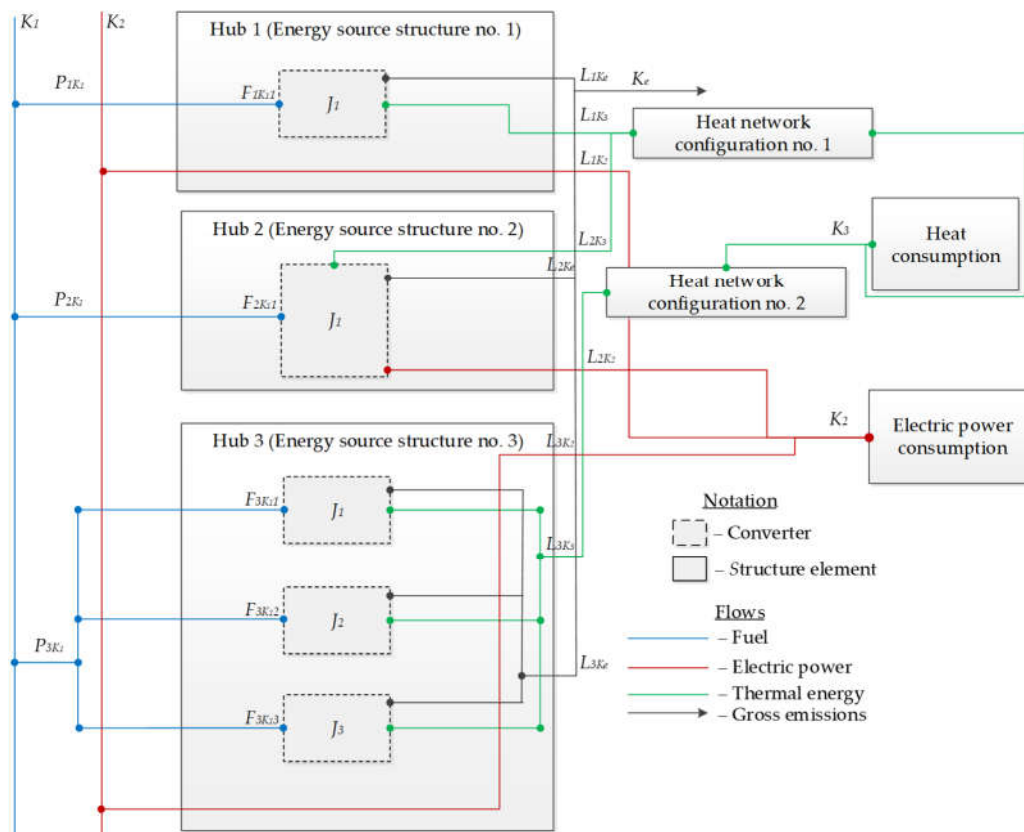 K1
K2
Hub 1 (Energy source structure no. 1)
P1K1
F1K11
J1
L1Ke
Ke
L1K3
Heat network
configuration no. 1
L1K2
Hub 2 (Energy source structure no. 2)
L2K3
L2Ke
K3
Heat
consumption
Heat network
configuration no. 2
P2K1
F2K11
J1
L2K2
Hub 3 (Energy source structure no. 3)
L3K2
K2
Electric power
consumption
F3K11
J1
L3K3
F3K12
J2
P3K1
L3Ke
F3K13
J3
Notation
– Converter
– Structure element
Flows
– Fuel
– Electric power
– Thermal energy
– Gross emissions